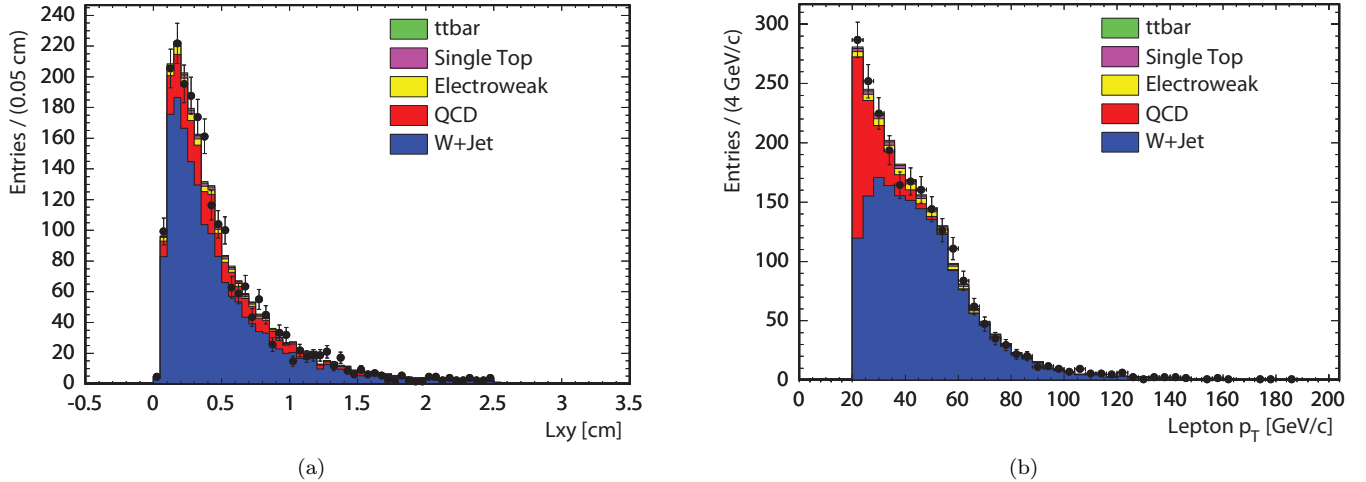 Entries / (0.05 cm)
240
220
200
180
160
140
120
100
80
60
40
20
0
-0.5 0 0.5 1 1.5 2 2.5 3 3.5
Lxy [cm]
ttbar
Single Top
Electroweak
QCD
W+Jet
(a)
Entries / (4 GeV/c)
300
250
200
150
100
50
0
0 20 40 60 80 100 120 140 160 180 200
Lepton p_T [GeV/c]
ttbar
Single Top
Electroweak
QCD
W+Jet
(b)